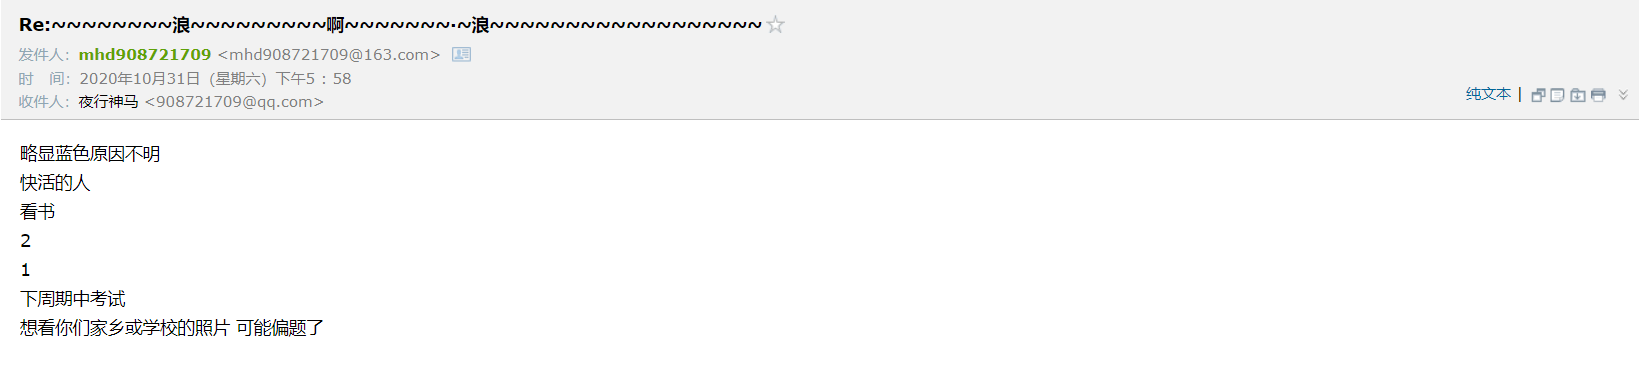 Re:~~~~~~~~浪~~~~~~~~~啊~~~~~~~·~浪~~~~~~~~~~~~~~~~~~
发件人：mhd908721709 <mhd908721709@163.com>
时　间：2020年10月31日（星期六）下午5：58
收件人：夜行神马 <908721709@qq.com>
纯文本 |
略显蓝色原因不明
快活的人
看书
2
1
下周期中考试
想看你们家乡或学校的照片 可能偏题了